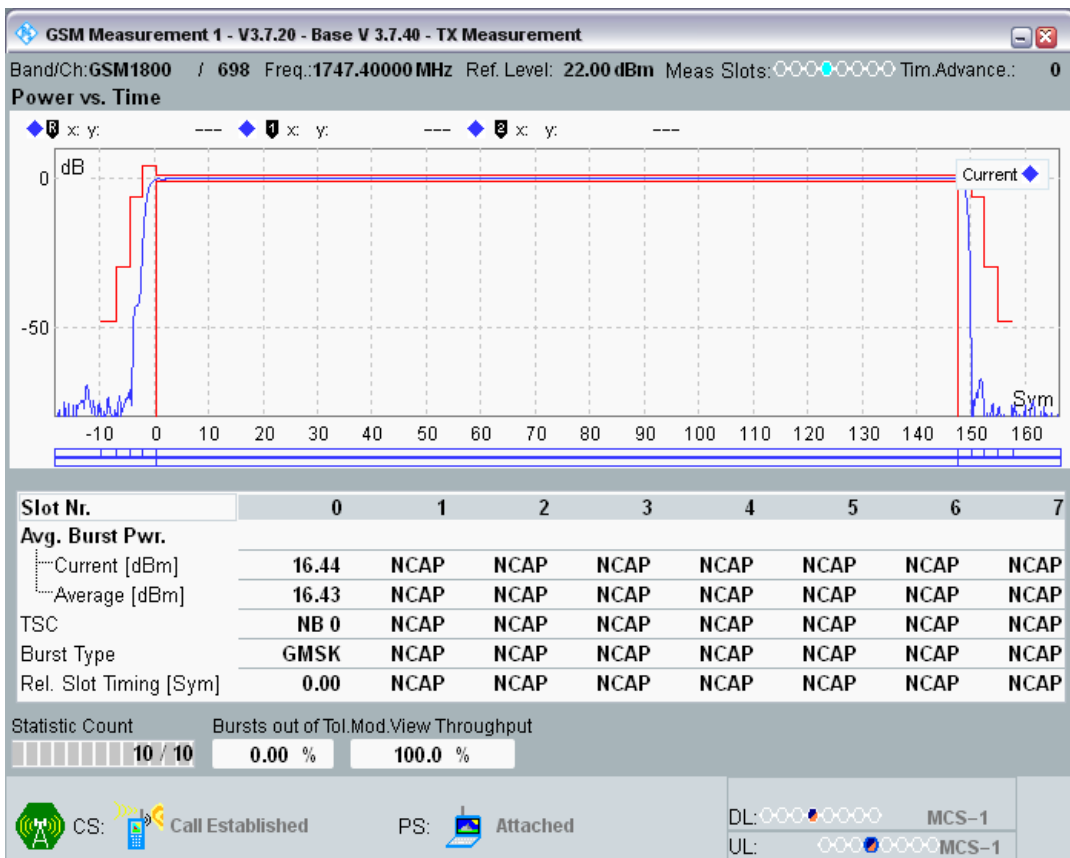 GSM Measurement 1 - V3.7.20 - Base V 3.7.40 - TX Measurement
Band/Ch:GSM1800 / 698 Freq.:1747.40000 MHz Ref. Level: 22.00 dBm Meas Slots: Tim.Advance.: 0
Power vs. Time
R x: y: --- 1 x: y: --- 2 x: y: ---
dB
0
Current
-50
Sym
-10 0 10 20 30 40 50 60 70 80 90 100 110 120 130 140 150 160
Slot Nr. 0 1 2 3 4 5 6 7
Avg. Burst Pwr.
Current [dBm] 16.44 NCAP NCAP NCAP NCAP NCAP NCAP NCAP
Average [dBm] 16.43 NCAP NCAP NCAP NCAP NCAP NCAP NCAP
TSC NB 0 NCAP NCAP NCAP NCAP NCAP NCAP NCAP
Burst Type GMSK NCAP NCAP NCAP NCAP NCAP NCAP NCAP
Rel. Slot Timing [Sym] 0.00 NCAP NCAP NCAP NCAP NCAP NCAP NCAP
Statistic Count Bursts out of Tol.Mod.View Throughput
10 / 10 0.00 % 100.0 %
CS: Call Established PS: Attached
DL: MCS-1
UL: MCS-1